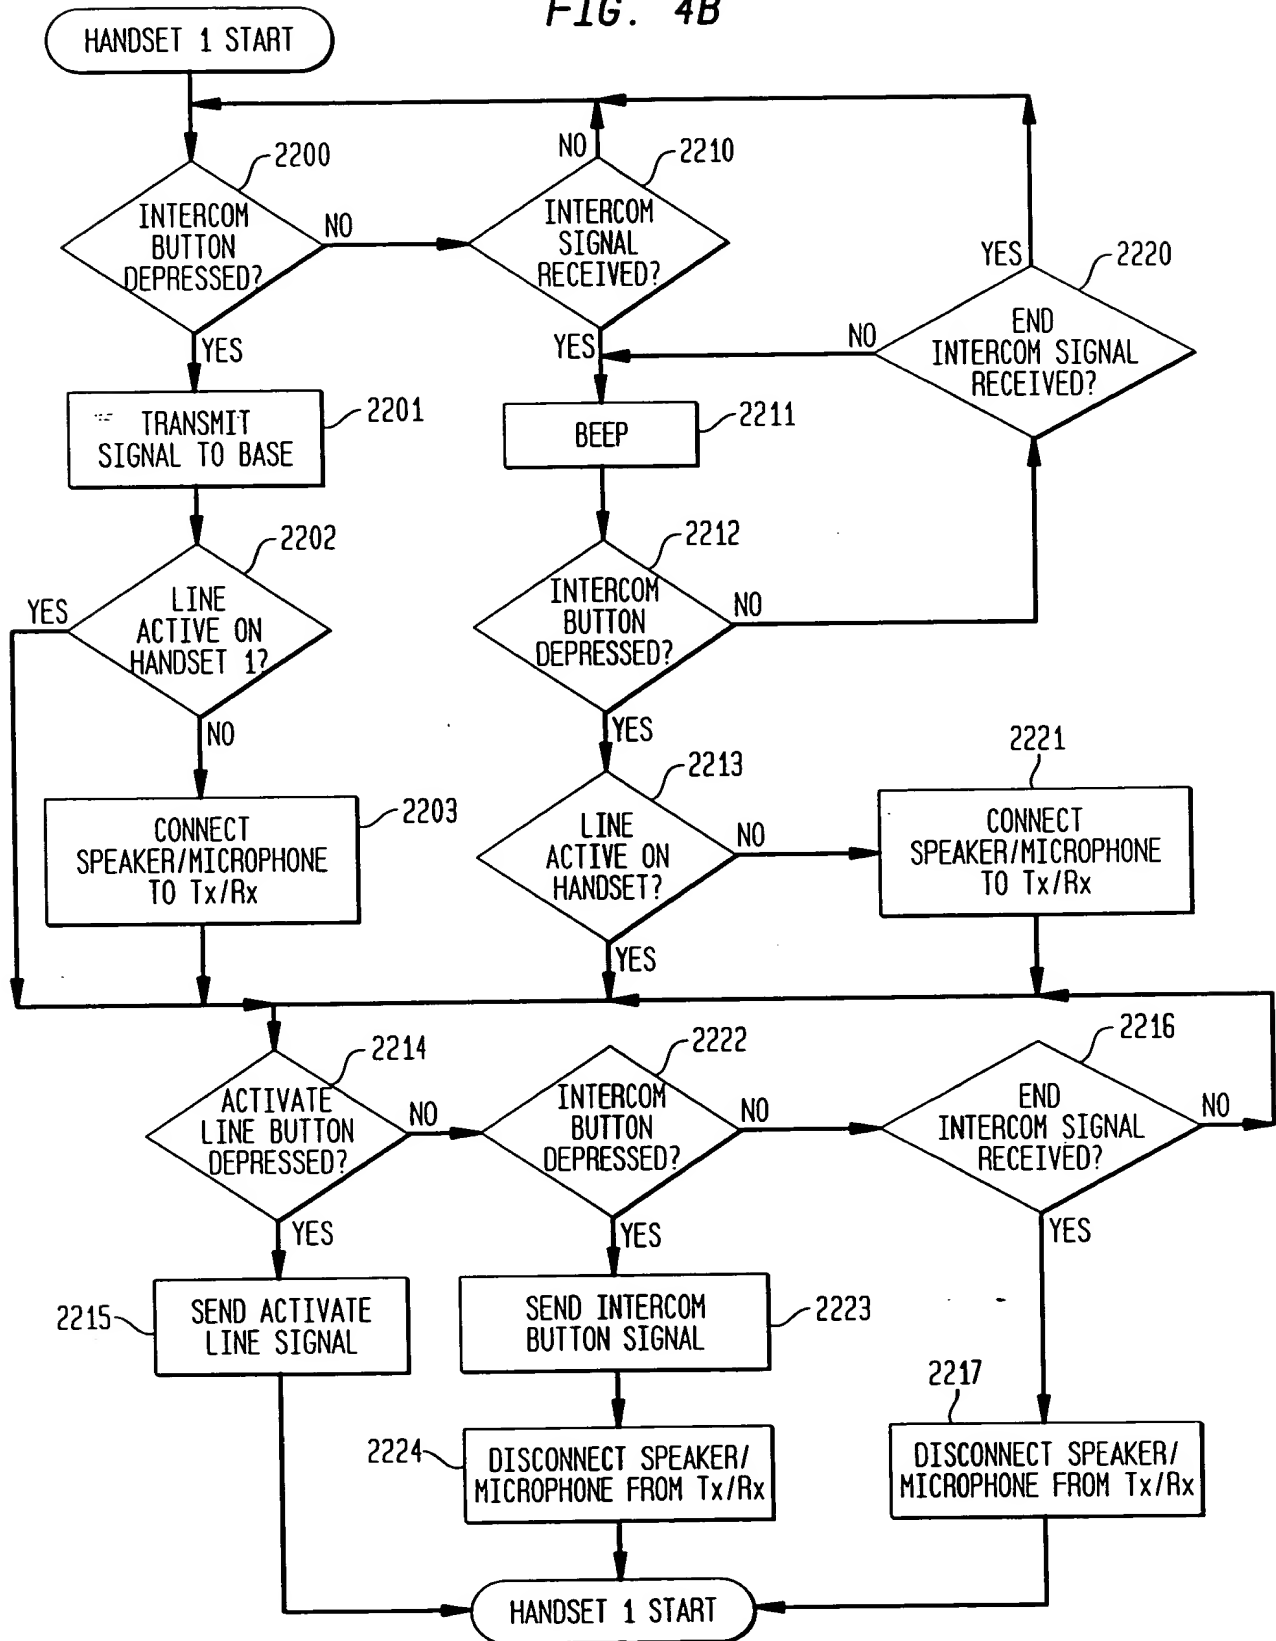 FIG. 4B
HANDSET 1 START
2200
INTERCOM
BUTTON
DEPRESSED?
NO
YES
2210
INTERCOM
SIGNAL
RECEIVED?
NO
YES
2220
END
INTERCOM SIGNAL
RECEIVED?
YES
NO
2201
TRANSMIT
SIGNAL TO BASE
2211
BEEP
2202
LINE
ACTIVE ON
HANDSET 1?
YES
NO
2212
INTERCOM
BUTTON
DEPRESSED?
NO
YES
2203
CONNECT
SPEAKER/MICROPHONE
TO Tx/Rx
2213
LINE
ACTIVE ON
HANDSET?
NO
YES
2221
CONNECT
SPEAKER/MICROPHONE
TO Tx/Rx
2214
ACTIVATE
LINE BUTTON
DEPRESSED?
NO
YES
2222
INTERCOM
BUTTON
DEPRESSED?
NO
YES
2216
END
INTERCOM SIGNAL
RECEIVED?
NO
YES
2215
SEND ACTIVATE
LINE SIGNAL
2223
SEND INTERCOM
BUTTON SIGNAL
2224
DISCONNECT SPEAKER/
MICROPHONE FROM Tx/Rx
2217
DISCONNECT SPEAKER/
MICROPHONE FROM Tx/Rx
HANDSET 1 START